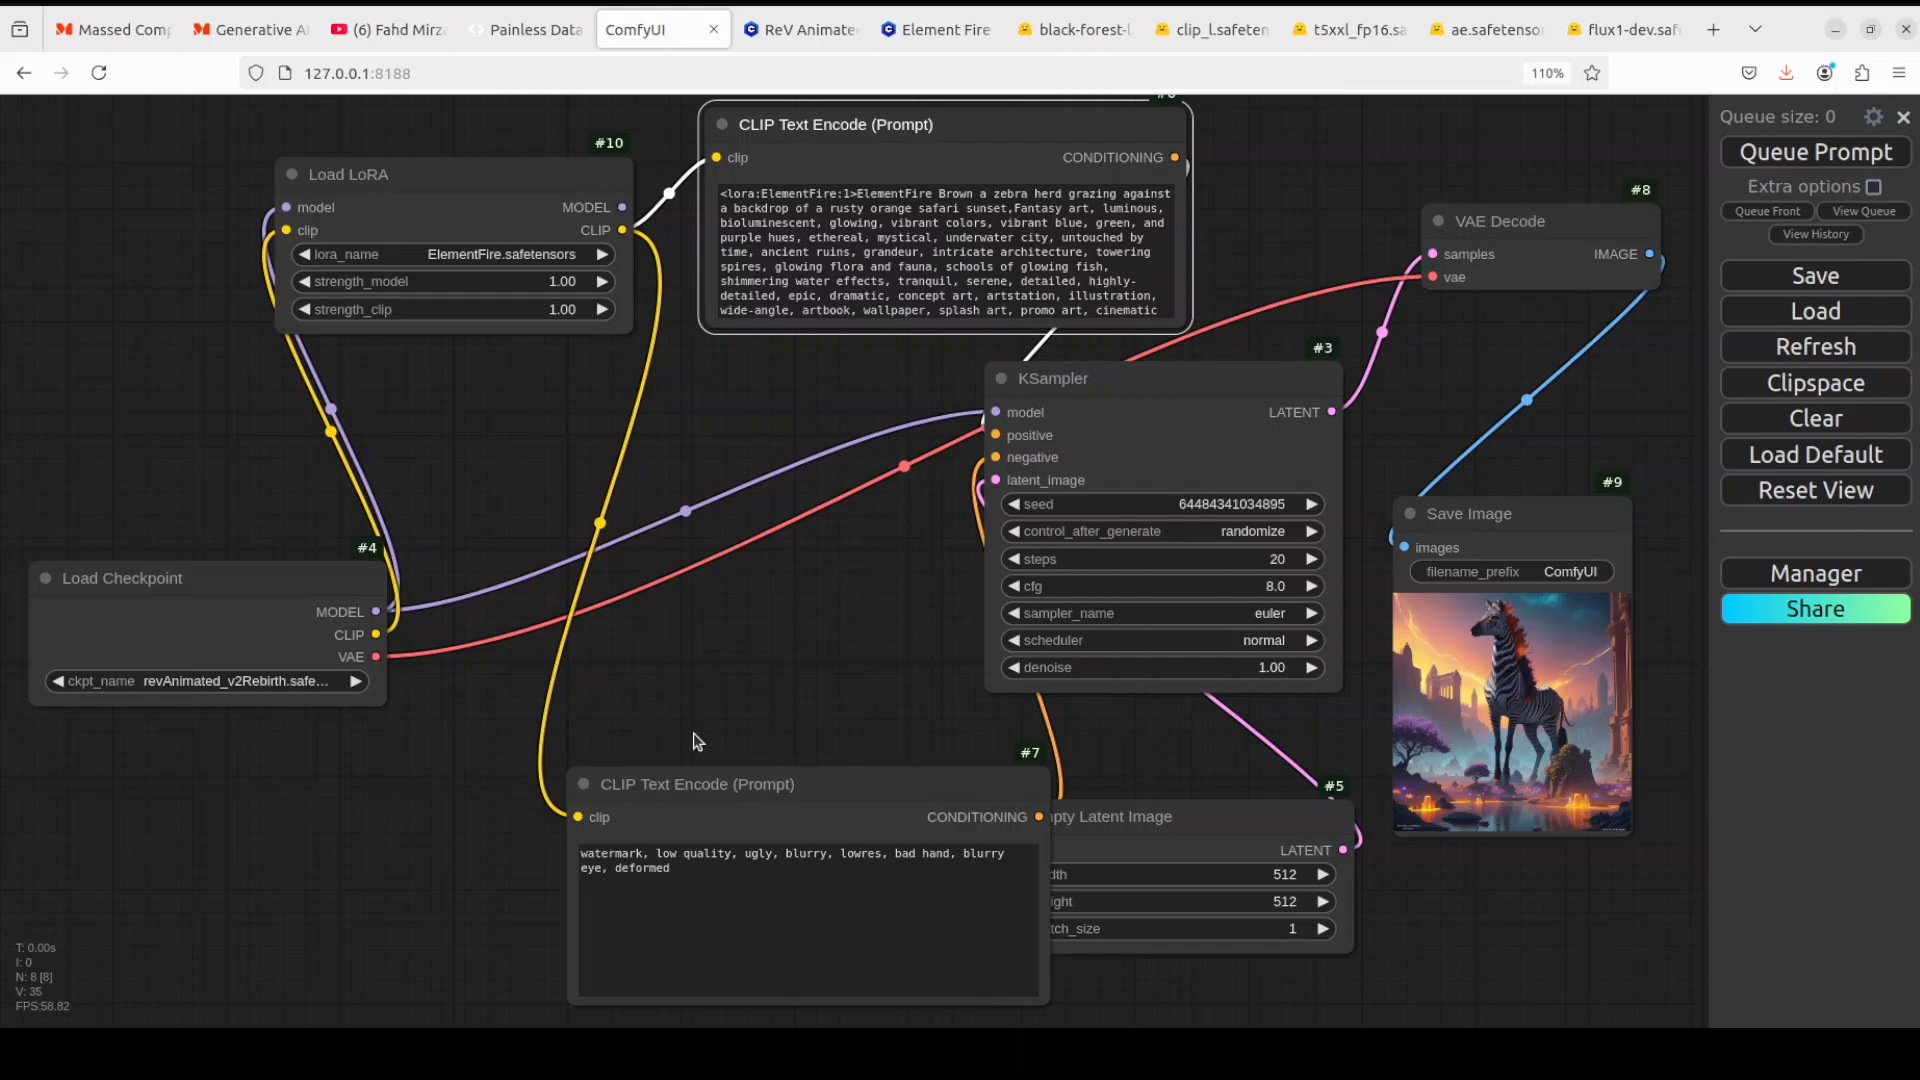 Massed Comp
Generative AI
(6) Fahd Mirz
Painless Data
ComfyUI
ReV Animate
Element Fire
black-forest-l
clip_l.safeten
t5xxl_fp16.sa
ae.safetenso
flux1-dev.saf
127.0.0.1:8188
110%
#10
Load LoRA
model
MODEL
clip
CLIP
lora_name
ElementFire.safetensors
strength_model
1.00
strength_clip
1.00
CLIP Text Encode (Prompt)
clip
CONDITIONING
<lora:ElementFire:1>ElementFire Brown a zebra herd grazing against
a backdrop of a rusty orange safari sunset,Fantasy art, luminous,
bioluminescent, glowing, vibrant colors, vibrant blue, green, and
purple hues, ethereal, mystical, underwater city, untouched by
time, ancient ruins, grandeur, intricate architecture, towering
spires, glowing flora and fauna, schools of glowing fish,
shimmering water effects, tranquil, serene, detailed, highly-
detailed, epic, dramatic, concept art, artstation, illustration,
wide-angle, artbook, wallpaper, splash art, promo art, cinematic
#8
VAE Decode
samples
IMAGE
vae
#3
KSampler
model
LATENT
positive
negative
latent_image
seed
64484341034895
control_after_generate
randomize
steps
20
cfg
8.0
sampler_name
euler
scheduler
normal
denoise
1.00
#4
Load Checkpoint
MODEL
CLIP
VAE
ckpt_name
revAnimated_v2Rebirth.safe...
#9
Save Image
images
filename_prefix
ComfyUI
#7
CLIP Text Encode (Prompt)
clip
CONDITIONING
watermark, low quality, ugly, blurry, lowres, bad hand, blurry
eye, deformed
#5
pty Latent Image
LATENT
dth
512
ight
512
tch_size
1
T: 0.00s
I: 0
N: 8 [8]
V: 35
FPS:58.82
Queue size: 0
Queue Prompt
Extra options
Queue Front
View Queue
View History
Save
Load
Refresh
Clipspace
Clear
Load Default
Reset View
Manager
Share